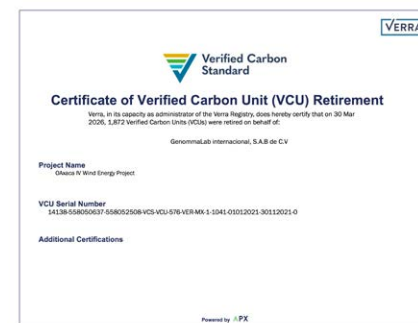 VERRA
Verified Carbon
Standard
Certificate of Verified Carbon Unit (VCU) Retirement
Verra, in its capacity as administrator of the Verra Registry, does hereby certify that on 30 Mar
2026, 1,872 Verified Carbon Units (VCUs) were retired on behalf of:
GenommaLab internacional, S.A.B de C.V
Project Name
OAxaca IV Wind Energy Project
VCU Serial Number
14138-558050637-558052508-VCS-VCU-576-VER-MX-1-1041-01012021-30112021-0
Additional Certifications
Powered by APX